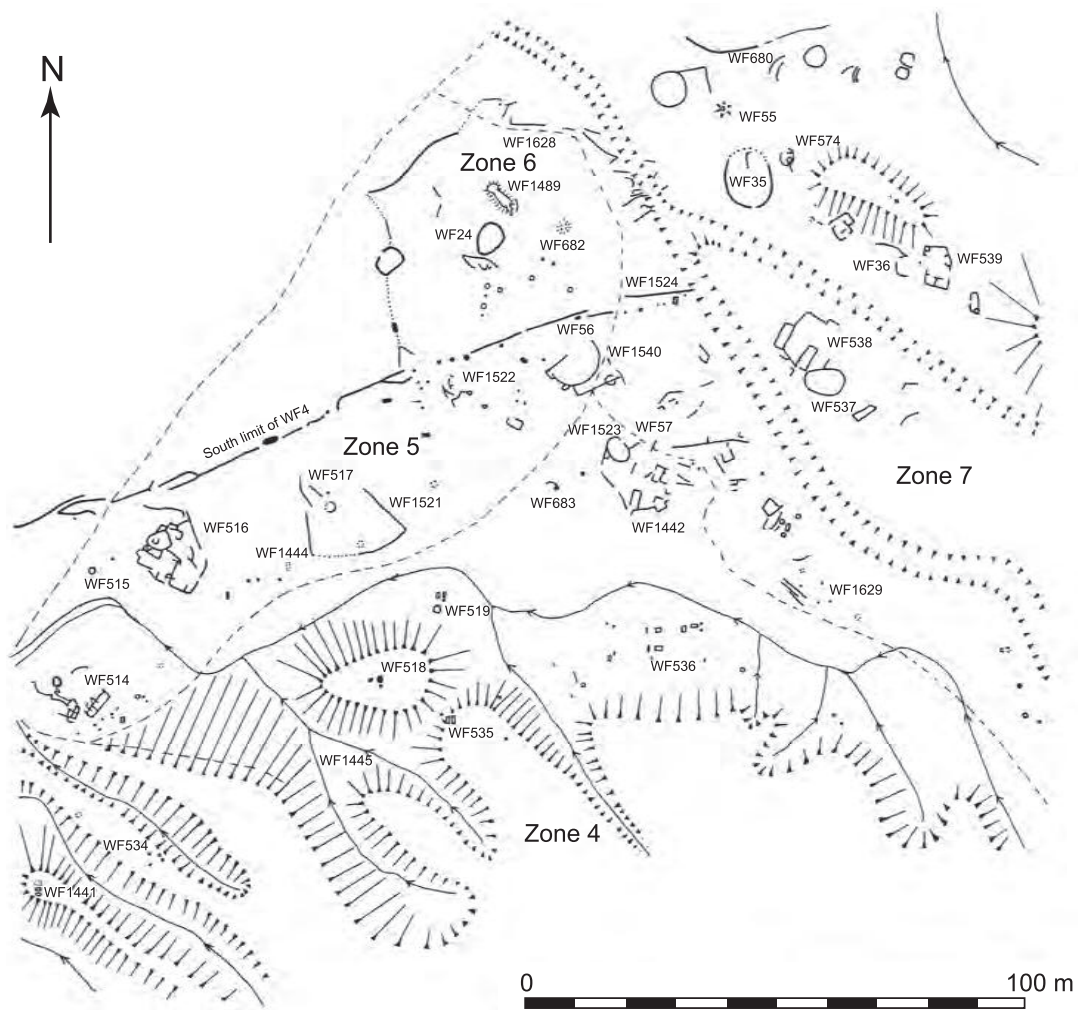 N
WF680
WF55
WF574
WF1628
Zone 6
WF1489
WF35
WF24
WF682
WF36
WF539
WF1524
WF56
WF1540
WF538
WF1522
WF537
South limit of WF4
WF1523
WF57
Zone 5
Zone 7
WF517
WF1521
WF683
WF1442
WF516
WF1444
WF515
WF1629
WF519
WF536
WF518
WF514
WF535
WF1445
Zone 4
WF534
WF1441
0
100 m